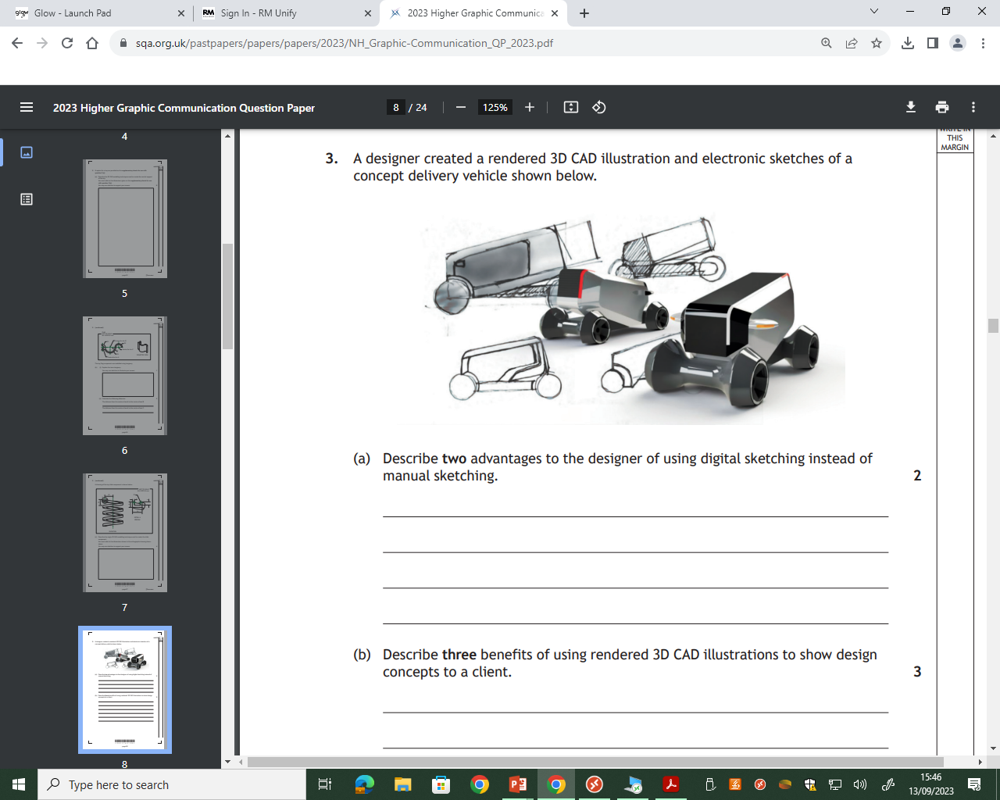 Glow - Launch Pad
RM Sign In - RM Unify
2023 Higher Graphic Communica
sqa.org.uk/pastpapers/papers/papers/2023/NH_Graphic-Communication_QP_2023.pdf
2023 Higher Graphic Communication Question Paper
8 / 24
125%
4
5
6
7
8
WRITE IN
THIS
MARGIN
3. A designer created a rendered 3D CAD illustration and electronic sketches of a
concept delivery vehicle shown below.
(a) Describe two advantages to the designer of using digital sketching instead of
manual sketching.
2
(b) Describe three benefits of using rendered 3D CAD illustrations to show design
concepts to a client.
3
Type here to search
15:46
13/09/2023